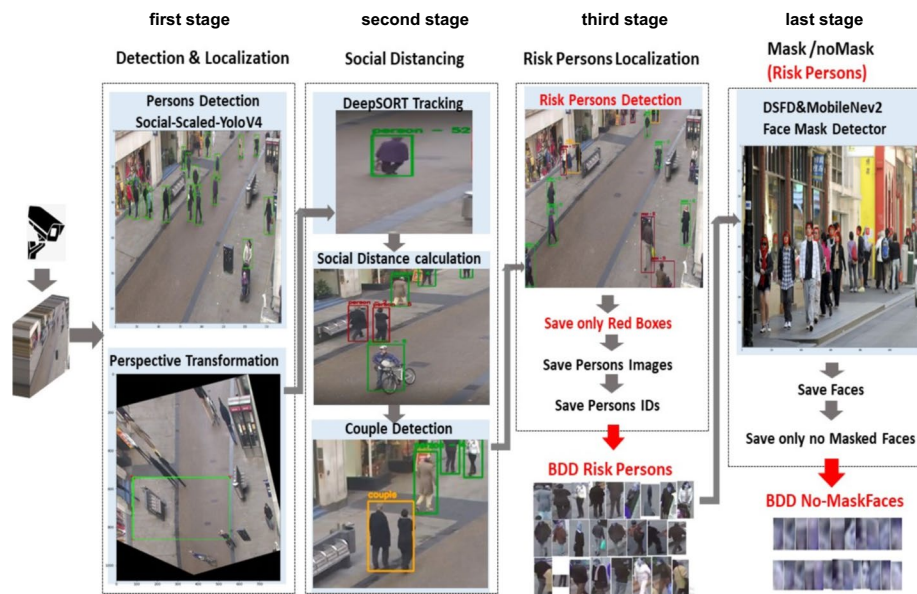 first stage
second stage
third stage
last stage
Detection & Localization
Social Distancing
Risk Persons Localization
Mask /noMask
(Risk Persons)
Persons Detection
Social-Scaled-YoloV4
Perspective Transformation
DeepSORT Tracking
person - 52
Social Distance calculation
Couple Detection
couple
Risk Persons Detection
Save only Red Boxes
Save Persons Images
Save Persons IDs
BDD Risk Persons
DSFD&MobileNev2
Face Mask Detector
Save Faces
Save only no Masked Faces
BDD No-MaskFaces